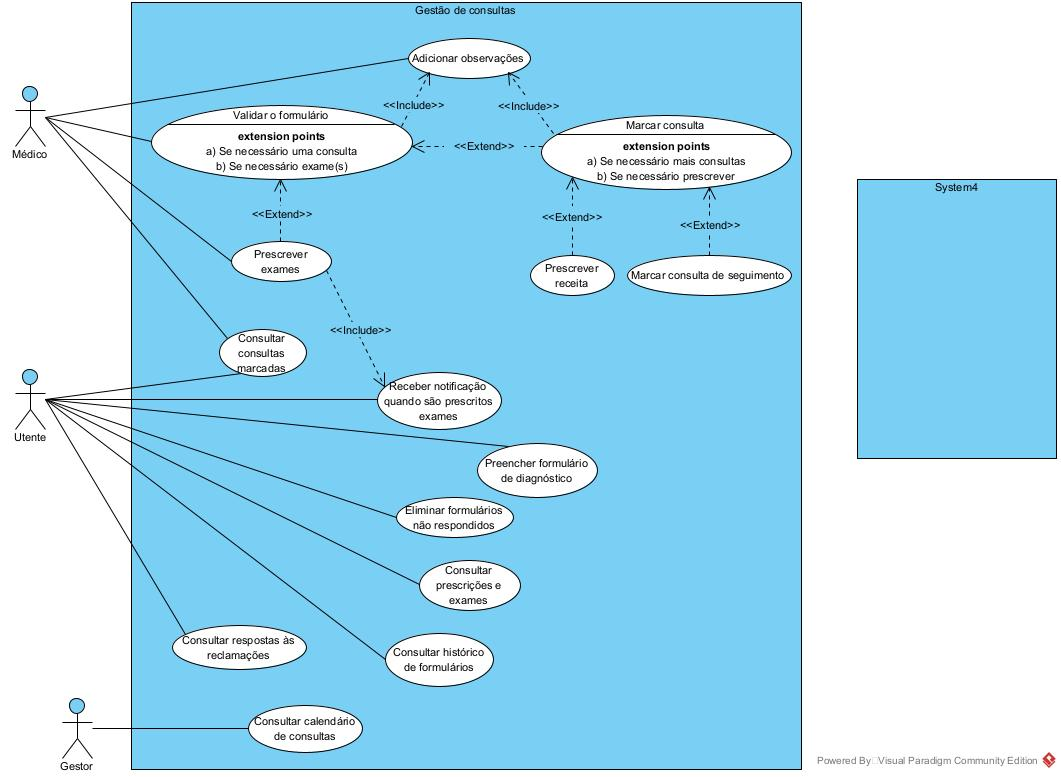 Gestão de consultas
Adicionar observações
Médico
<<Include>>
<<Include>>
Validar o formulário
extension points
a) Se necessário uma consulta
b) Se necessário exame(s)
<<Extend>>
Marcar consulta
extension points
a) Se necessário mais consultas
b) Se necessário prescrever
System4
<<Extend>>
<<Extend>>
<<Extend>>
Prescrever
exames
Prescrever
receita
Marcar consulta de seguimento
<<Include>>
Consultar
consultas
marcadas
Utente
Receber notificação
quando são prescritos
exames
Preencher formulário
de diagnóstico
Eliminar formulários
não respondidos
Consultar
prescrições e
exames
Consultar respostas às
reclamações
Consultar histórico
de formulários
Gestor
Consultar calendário
de consultas
Powered By Visual Paradigm Community Edition